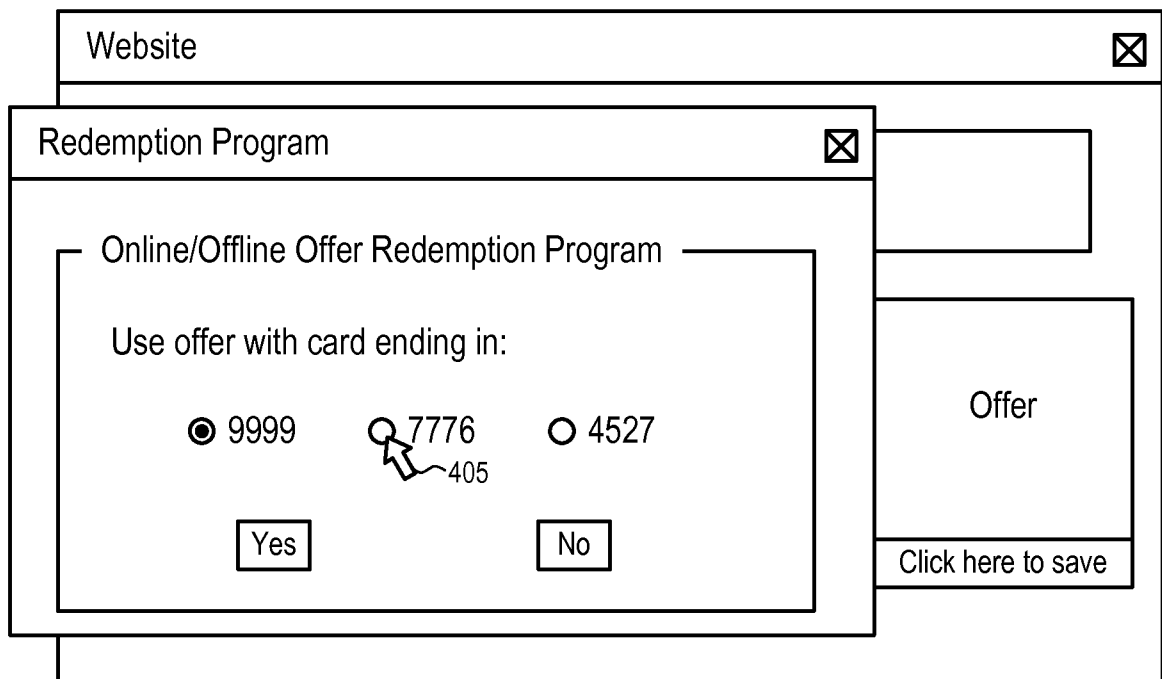 Website
Redemption Program
Online/Offline Offer Redemption Program
Use offer with card ending in:
9999 7776 4527
405
Yes No
Offer
Click here to save